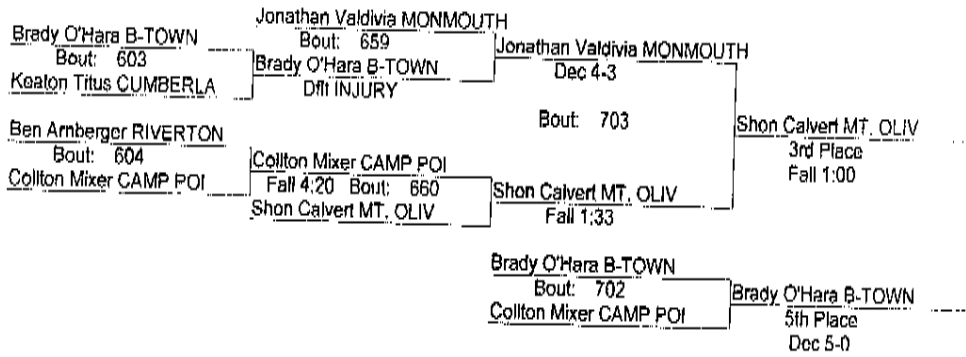 Jonathan Valdivia MONMOUTH
Brady O'Hara B-TOWN
Bout: 659
Bout: 603
Jonathan Valdivia MONMOUTH
Brady O'Hara B-TOWN
Dec 4-3
Keaton Titus CUMBERLA
Dflt INJURY
Bout: 703
Ben Arnberger RIVERTON
Shon Calvert MT. OLIV
Bout: 604
3rd Place
Collton Mixer CAMP POI
Fall 1:00
Collton Mixer CAMP POI
Fall 4:20 Bout: 660
Shon Calvert MT. OLIV
Shon Calvert MT. OLIV
Fall 1:33
Brady O'Hara B-TOWN
Bout: 702
Brady O'Hara B-TOWN
Collton Mixer CAMP POI
5th Place
Dec 5-0